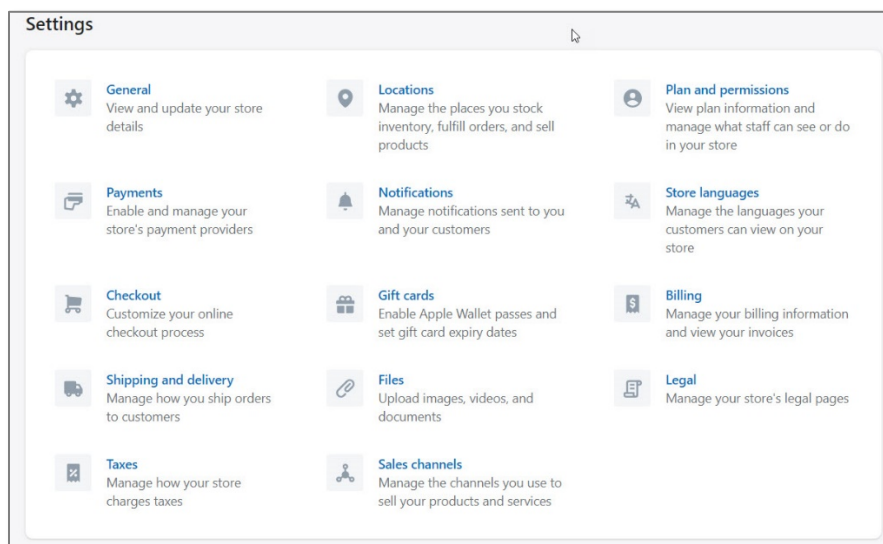 Settings
General
View and update your store
details
Locations
Manage the places you stock
inventory, fulfill orders, and sell
products
Plan and permissions
View plan information and
manage what staff can see or do
in your store
Payments
Enable and manage your
store's payment providers
Notifications
Manage notifications sent to you
and your customers
Store languages
Manage the languages your
customers can view on your
store
Checkout
Customize your online
checkout process
Gift cards
Enable Apple Wallet passes and
set gift card expiry dates
Billing
Manage your billing information
and view your invoices
Shipping and delivery
Manage how you ship orders
to customers
Files
Upload images, videos, and
documents
Legal
Manage your store's legal pages
Taxes
Manage how your store
charges taxes
Sales channels
Manage the channels you use to
sell your products and services